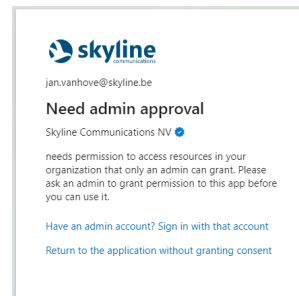 skyline
communications
jan.vanhove@skyline.be
Need admin approval
Skyline Communications NV
needs permission to access resources in your
organization that only an admin can grant. Please
ask an admin to grant permission to this app before
you can use it.
Have an admin account? Sign in with that account
Return to the application without granting consent